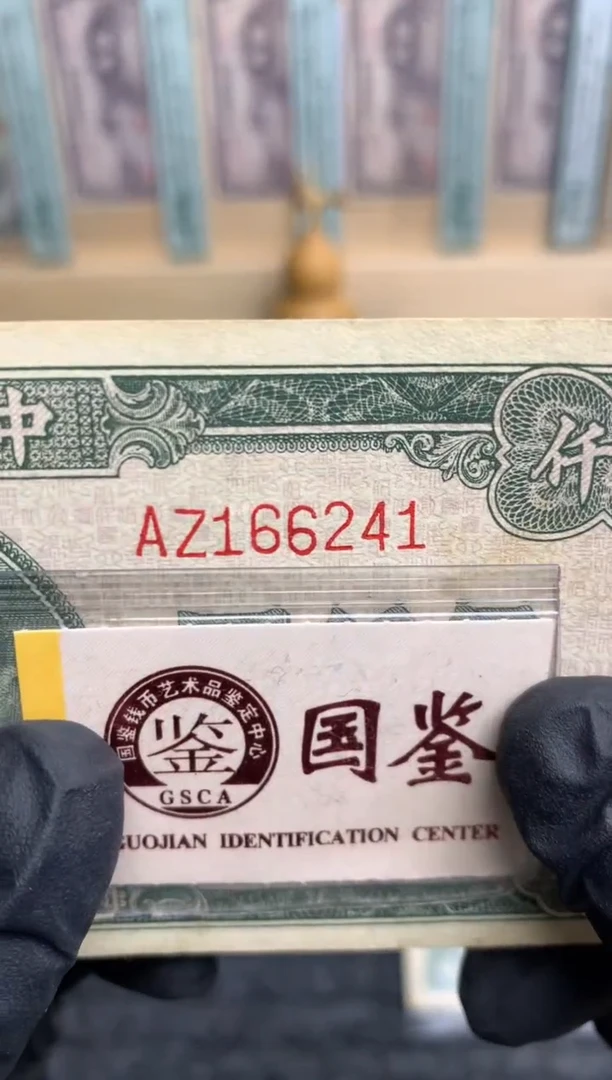 中
仟
AZ166241
国鉴钱币艺术品鉴定中心
鉴
GSCA
国鉴
GUOJIAN IDENTIFICATION CENTER